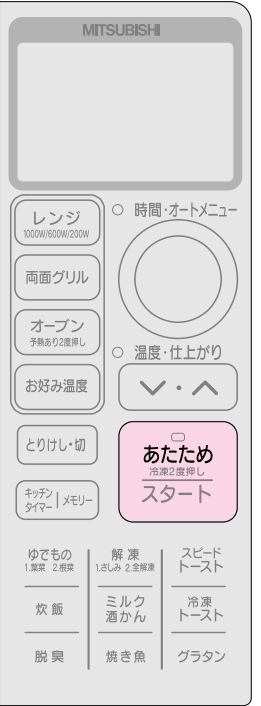 MITSUBISHI
レンジ
1000W/600W/200W
時間・オートメニュー
両面グリル
オーブン
予熱あり2度押し
温度・仕上がり
お好み温度
とりけし・切
あたため
冷凍2度押し
スタート
キッチン
タイマー
メモリー
ゆでもの
1.葉菜 2.根菜
解凍
1.さしみ 2.全解凍
スピード
トースト
炊飯
ミルク
酒かん
冷凍
トースト
脱臭
焼き魚
グラタン